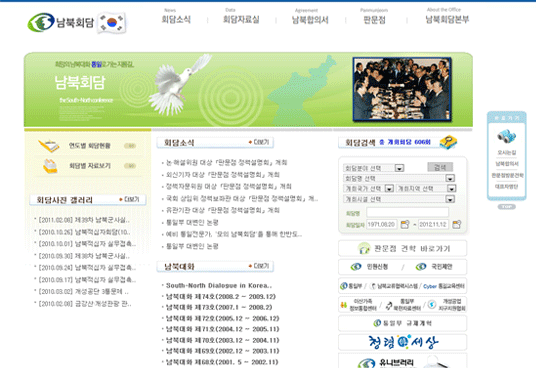 남북회담
News
회담소식
Data
회담자료실
Agreement
남북합의서
Panmunjeom
판문점
About the Office
남북회담본부
회담의 남북대화 통일로 가는 지름길,
남북회담
the South-North conference
연도별 회담현황
회담별 자료보기
회담사진 갤러리
더보기
[2011.02.08] 제39차 남북군사실..
[2010.10.26] 남북적십자회담(10..
[2010.10.01] 남북적십자 실무접촉...
[2010.09.30] 제38차 남북군사실..
[2010.09.24] 남북적십자 실무접촉..
[2010.09.17] 남북적십자 실무접촉..
[2010.03.02] 개성공단 3통문제 ..
[2010.02.08] 금강산·개성관광 관..
회담소식
더보기
논·해설위원 대상 「판문점 정책설명회」 개최
외신기자 대상 「판문점 정책설명회」 개최
정책자문위원 대상 「판문점 정책설명회」 개최
국회 상임위 정책보좌관 대상 「판문점 정책설명회」 개..
유관기관 대상 「판문점 정책설명회」 개최
통일부 대변인 논평
예비 통일전문가, '모의 남북회담'을 통해 한반도..
통일부 대변인 논평
남북대화
더보기
South-North Dialogue in Korea..
남북대화 제74호(2008.2 ~ 2009.12)
남북대화 제73호(2007.1 ~ 2008.2)
남북대화 제72호(2005.12 ~ 2006.12)
남북대화 제71호(2004.11 ~ 2005.11)
남북대화 제70호(2003.12 ~ 2004.11)
남북대화 제69호(2002.12 ~ 2003.11)
남북대화 제68호(2001.5 ~ 2002.11)
회담검색
총 개최회담 606회
회담분야 선택
검색
회담명 선택
개최국가 선택
개최지역 선택
개최시설 선택
회담명
회담일자
1971.08.20
2012.11.12
판문점 견학 바로가기
민원신청
국민제안
통일부
남북교류협력시스템
Cyber 통일교육센터
이산가족
정보통합센터
통일부
북한자료센터
개성공업
지구지원협회
통일부 규제개혁
청렴
세상
유니브러리
바로가기
오시는길
남북합의서
판문점방문견학
대표자명단
TOP